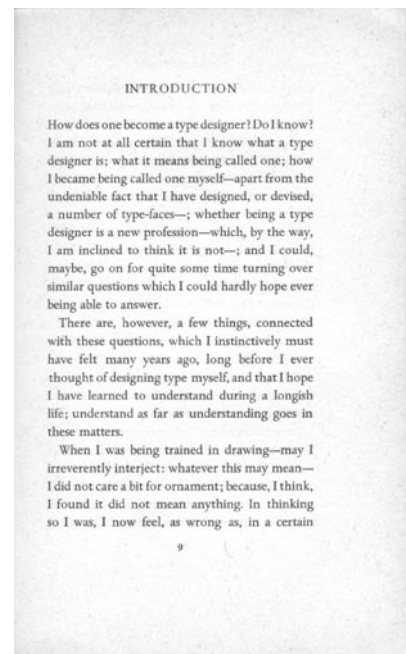 INTRODUCTION
How does one become a type designer? Do I know?
I am not at all certain that I know what a type
designer is; what it means being called one; how
I became being called one myself—apart from the
undeniable fact that I have designed, or devised,
a number of type-faces—; whether being a type
designer is a new profession—which, by the way,
I am inclined to think it is not—; and I could,
maybe, go on for quite some time turning over
similar questions which I could hardly hope ever
being able to answer.
There are, however, a few things, connected
with these questions, which I instinctively must
have felt many years ago, long before I ever
thought of designing type myself, and that I hope
I have learned to understand during a longish
life; understand as far as understanding goes in
these matters.
When I was being trained in drawing—may I
irreverently interject: whatever this may mean—
I did not care a bit for ornament; because, I think,
I found it did not mean anything. In thinking
so I was, I now feel, as wrong as, in a certain
9